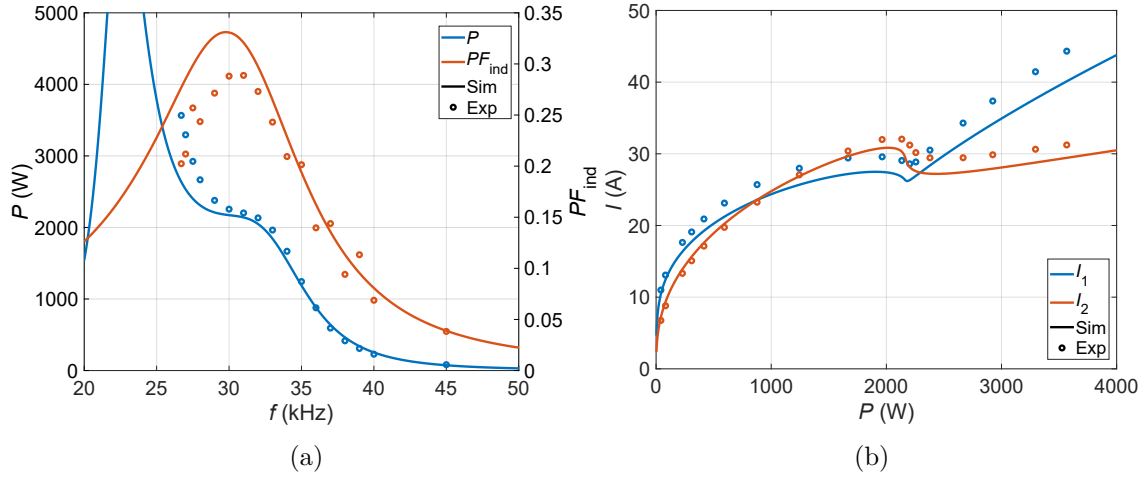 5000
4000
3000
2000
1000
0
P (W)
20
25
30
35
40
45
50
f (kHz)
0.35
0.3
0.25
0.2
0.15
0.1
0.05
0
PF_ind
P
PF_ind
Sim
Exp
(a)
50
40
30
20
10
0
I (A)
0
1000
2000
3000
4000
P (W)
I_1
I_2
Sim
Exp
(b)